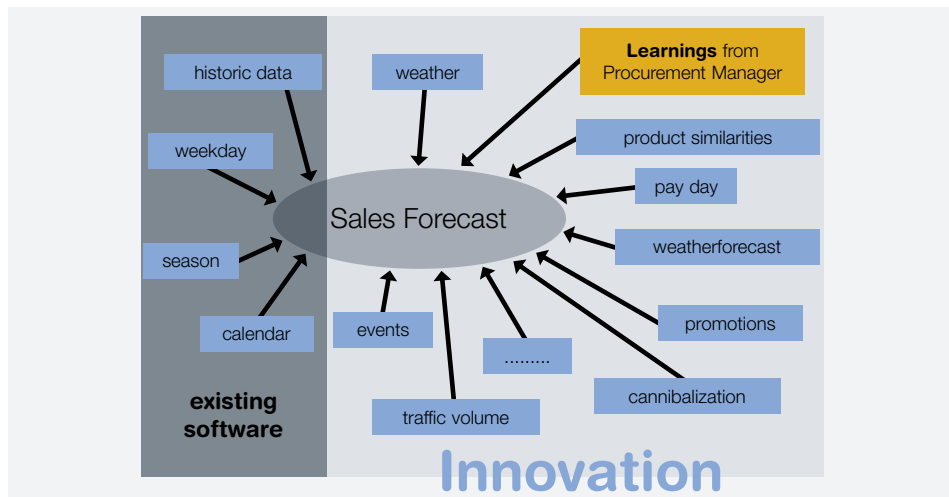 historic data
weekday
season
calendar
existing
software
weather
Learnings from
Procurement Manager
product similarities
pay day
Sales Forecast
weatherforecast
promotions
events
.........
cannibalization
traffic volume
Innovation